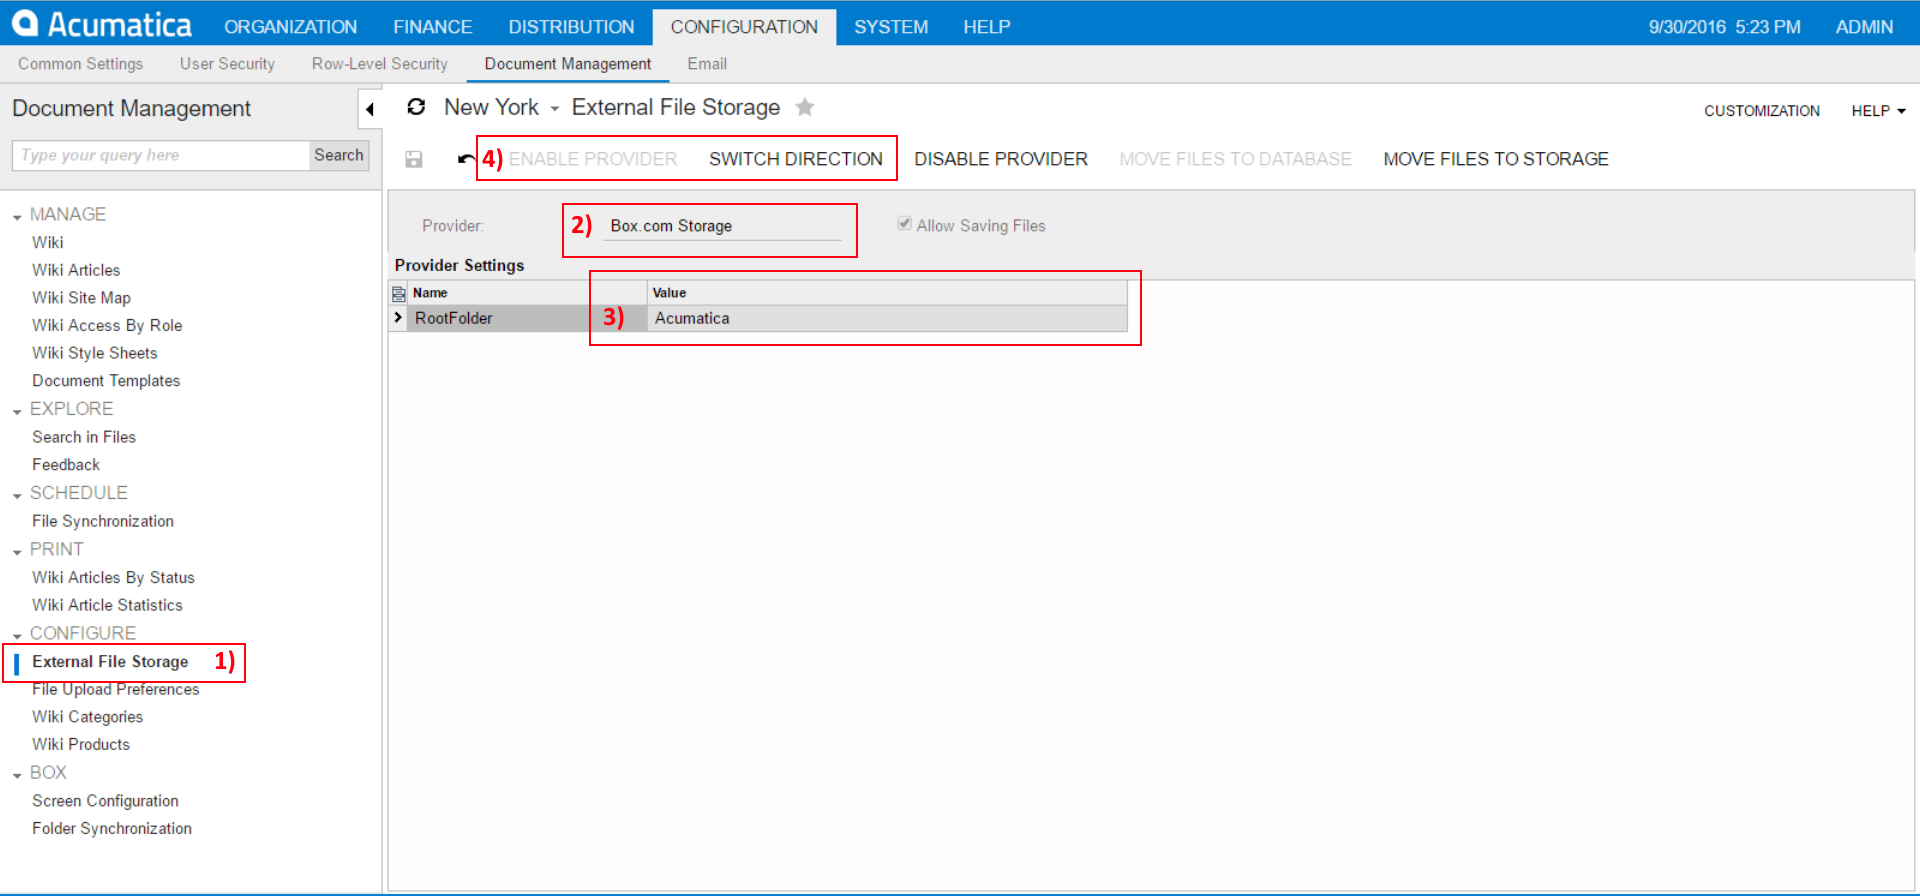 Acumatica ORGANIZATION FINANCE DISTRIBUTION CONFIGURATION SYSTEM HELP 9/30/2016 5:23 PM ADMIN
Common Settings User Security Row-Level Security Document Management Email
Document Management
Type your query here Search
MANAGE
Wiki
Wiki Articles
Wiki Site Map
Wiki Access By Role
Wiki Style Sheets
Document Templates
EXPLORE
Search in Files
Feedback
SCHEDULE
File Synchronization
PRINT
Wiki Articles By Status
Wiki Article Statistics
CONFIGURE
External File Storage 1)
File Upload Preferences
Wiki Categories
Wiki Products
BOX
Screen Configuration
Folder Synchronization
New York External File Storage CUSTOMIZATION HELP
4) ENABLE PROVIDER SWITCH DIRECTION DISABLE PROVIDER MOVE FILES TO DATABASE MOVE FILES TO STORAGE
Provider: 2) Box.com Storage Allow Saving Files
Provider Settings
Name Value
RootFolder 3) Acumatica